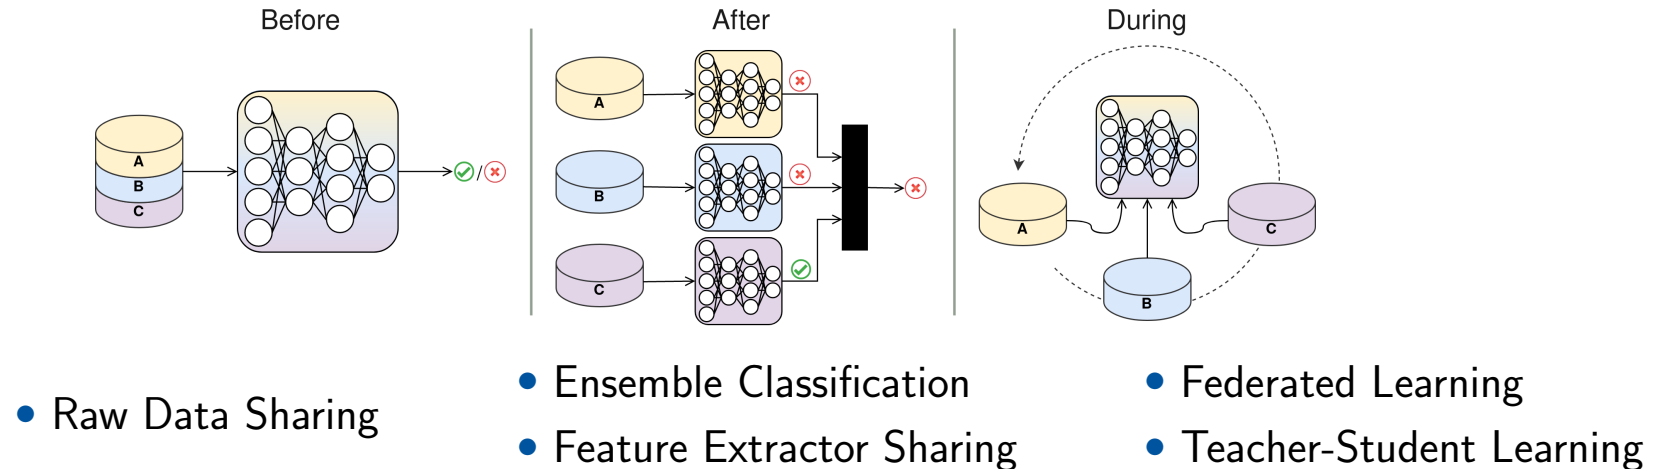 Before
A
B
C
/
After
A
B
C
During
A
B
C
• Raw Data Sharing
• Ensemble Classification
• Feature Extractor Sharing
• Federated Learning
• Teacher-Student Learning